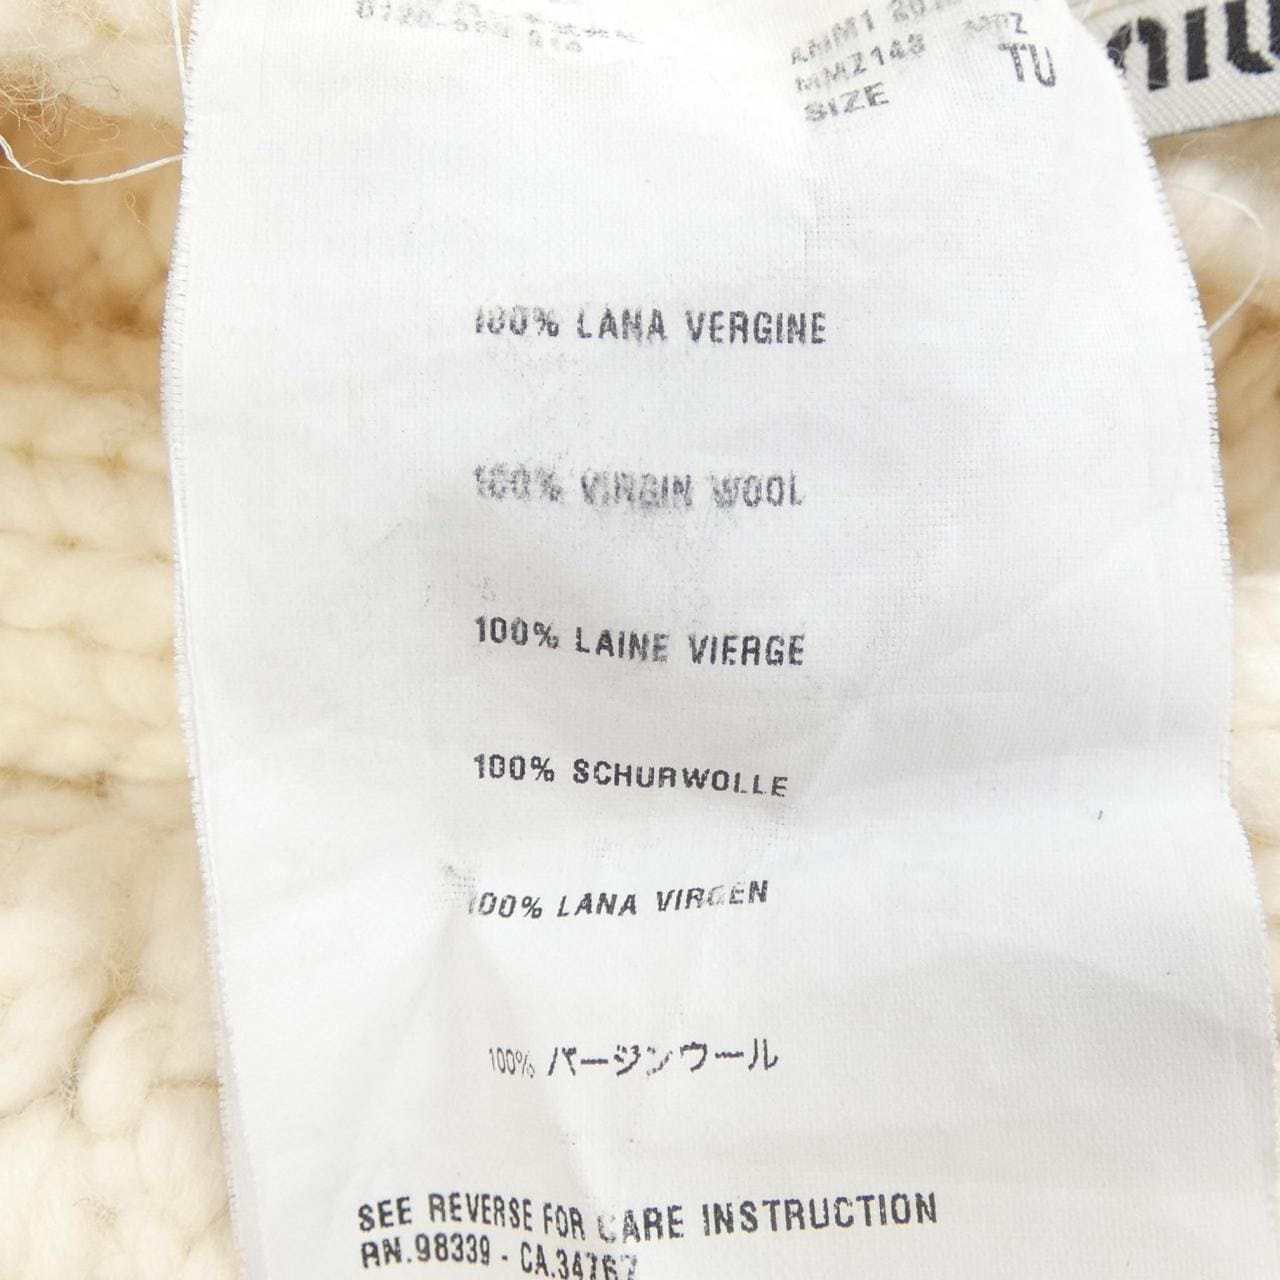 MMZ143
SIZE TU
100% LANA VERGINE
100% VIRGIN WOOL
100% LAINE VIERGE
100% SCHURWOLLE
100% LANA VIRGEN
100% バージンウール
SEE REVERSE FOR CARE INSTRUCTION
RN.98339 - CA.34767